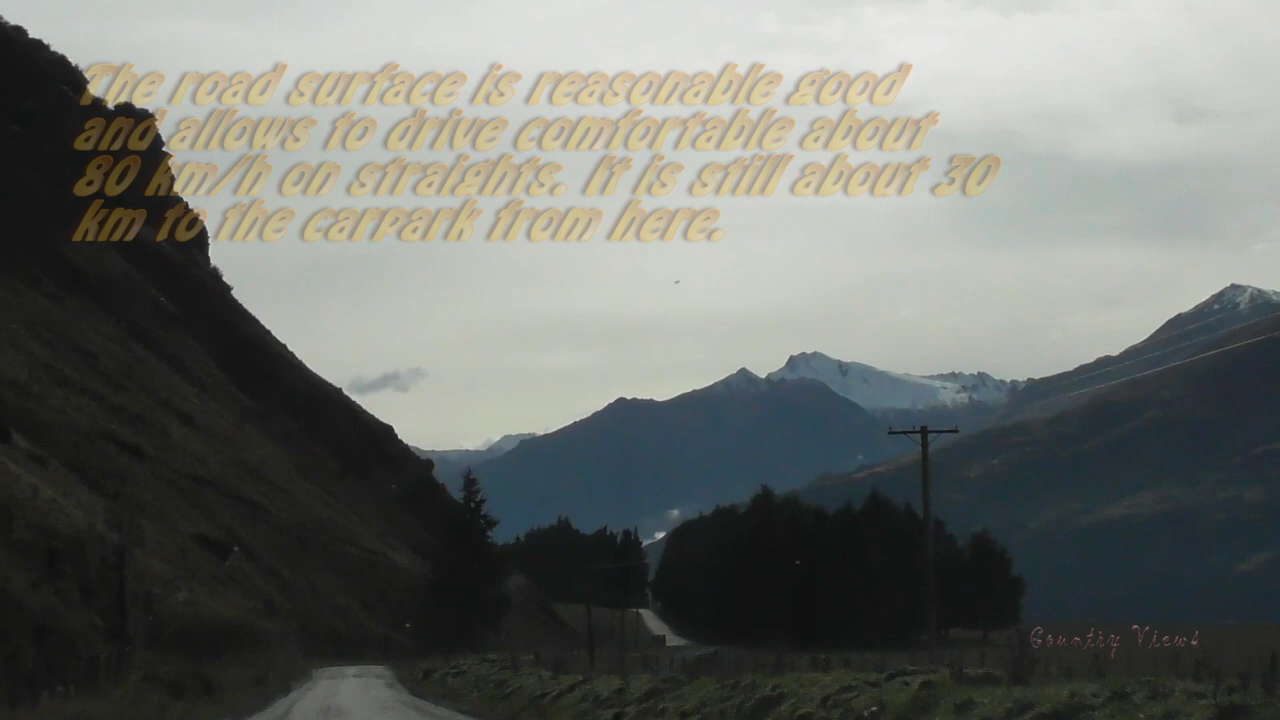 The road surface is reasonable good
and allows to drive comfortable about
80 km/h on straights. It is still about 30
km to the carpark from here.
Country Views